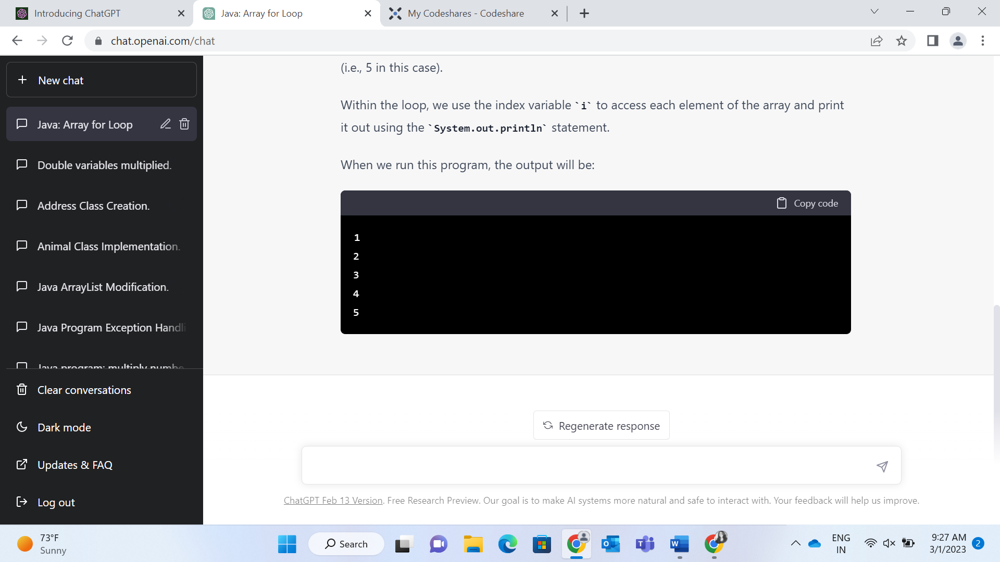 Introducing ChatGPT
Java: Array for Loop
My Codeshares - Codeshare
chat.openai.com/chat
New chat
Java: Array for Loop
Double variables multiplied.
Address Class Creation.
Animal Class Implementation.
Java ArrayList Modification.
Java Program Exception Handli
Java program: multiply numbe
Clear conversations
Dark mode
Updates & FAQ
Log out
(i.e., 5 in this case).
Within the loop, we use the index variable `i` to access each element of the array and print
it out using the `System.out.println` statement.
When we run this program, the output will be:
Copy code
1
2
3
4
5
Regenerate response
ChatGPT Feb 13 Version. Free Research Preview. Our goal is to make AI systems more natural and safe to interact with. Your feedback will help us improve.
73°F
Sunny
Search
ENG
IN
9:27 AM
3/1/2023
2